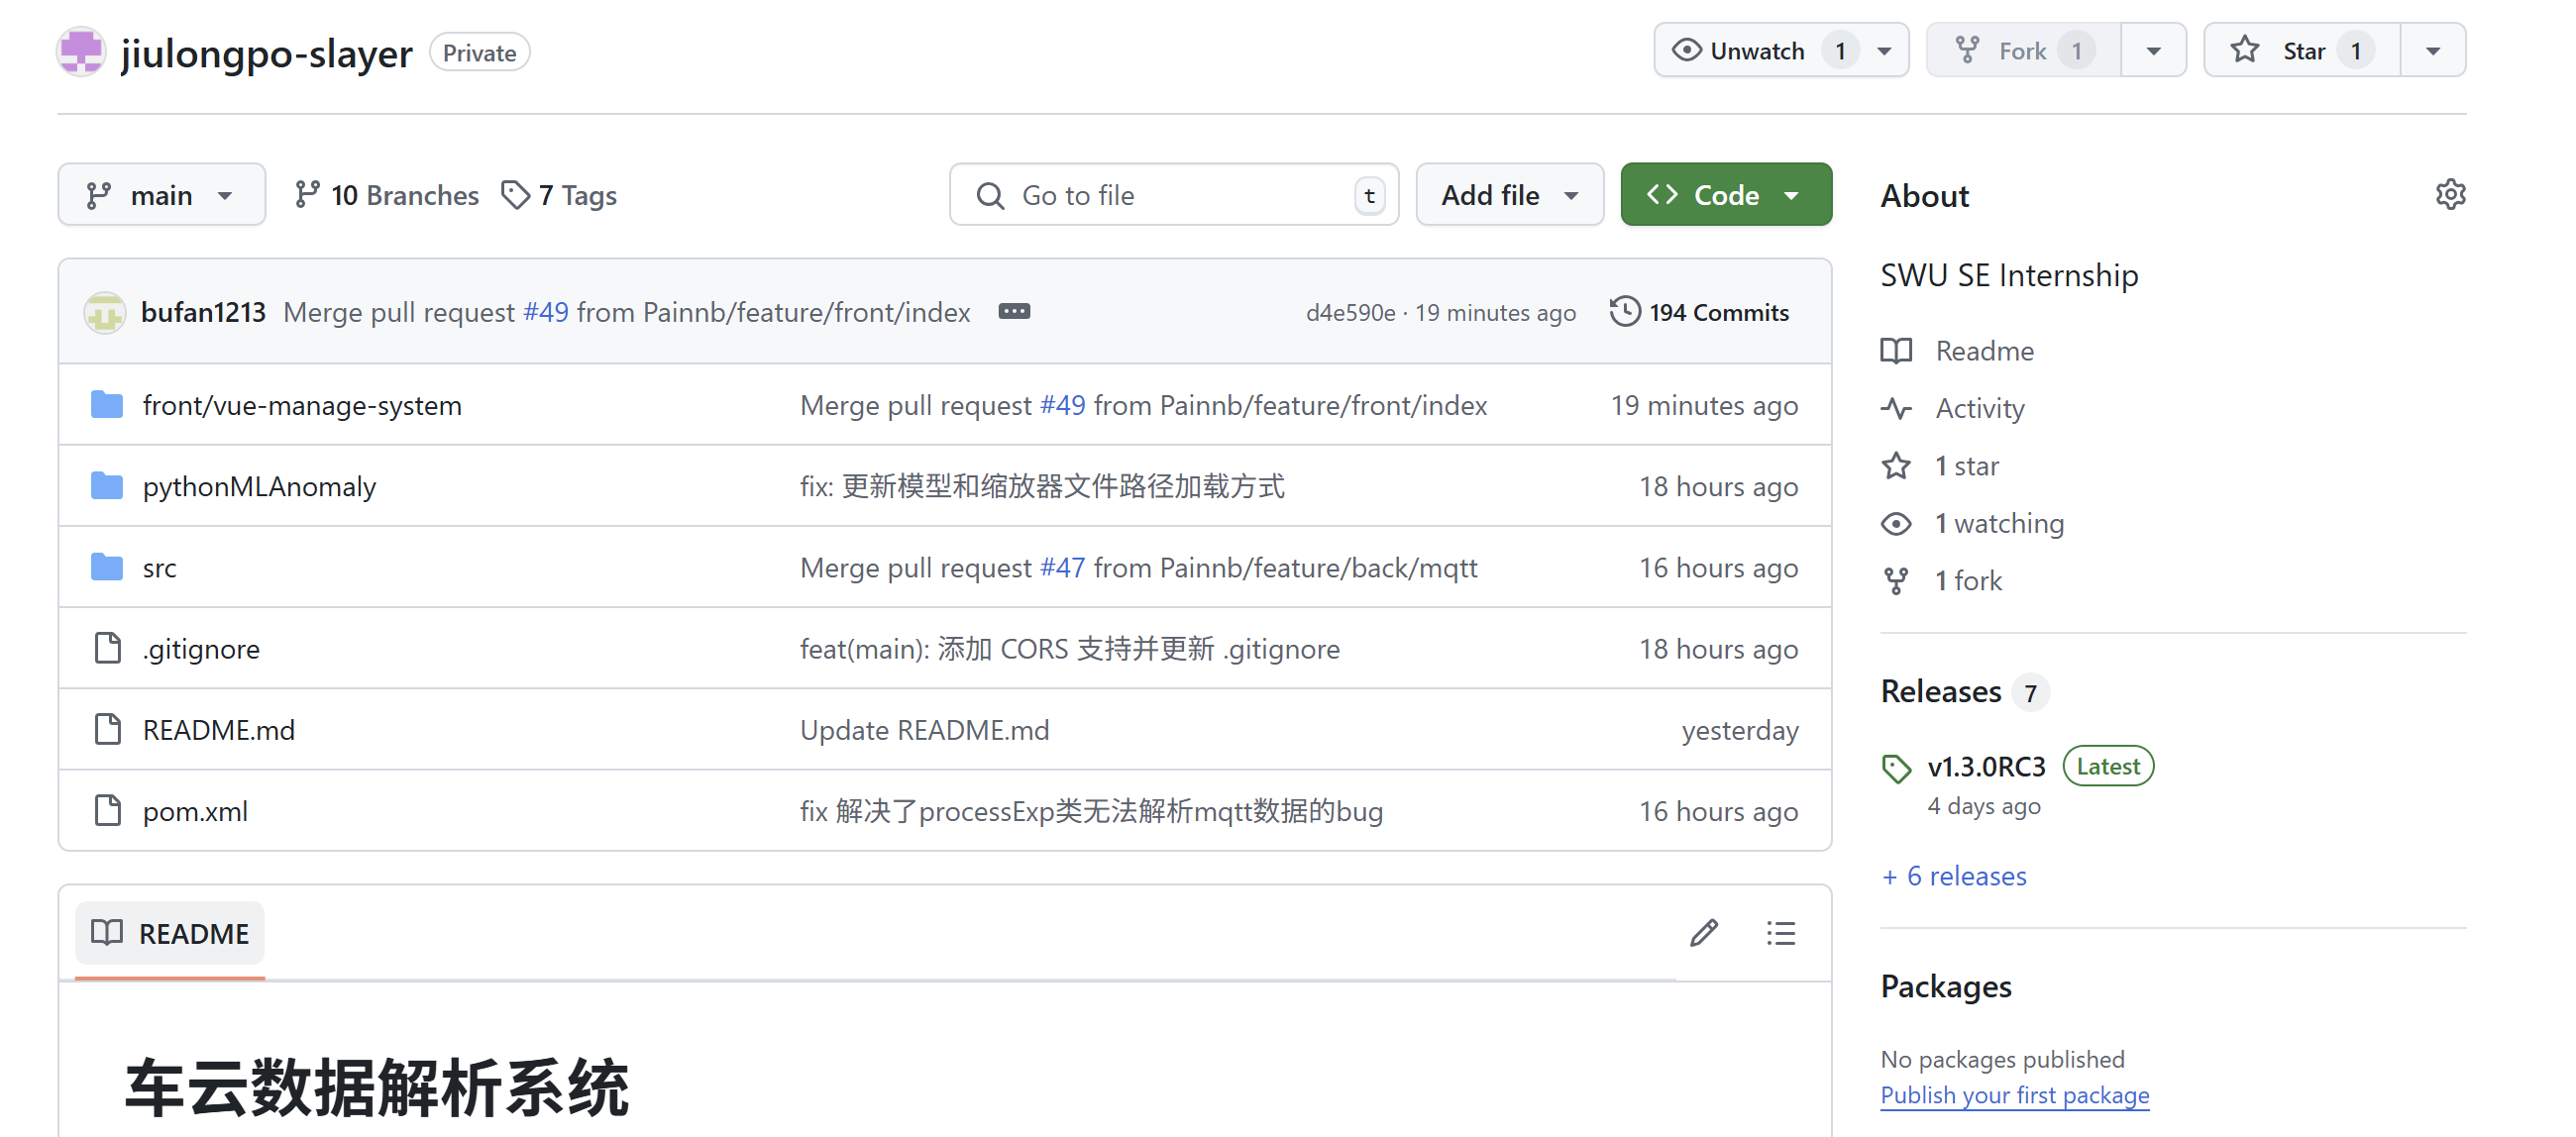 jiulongpo-slayer Private Unwatch 1 Fork 1 Star 1
main 10 Branches 7 Tags Go to file t Add file Code
bufan1213 Merge pull request #49 from Painnb/feature/front/index d4e590e · 19 minutes ago 194 Commits
front/vue-manage-system Merge pull request #49 from Painnb/feature/front/index 19 minutes ago
pythonMLAnomaly fix: 更新模型和缩放器文件路径加载方式 18 hours ago
src Merge pull request #47 from Painnb/feature/back/mqtt 16 hours ago
.gitignore feat(main): 添加 CORS 支持并更新 .gitignore 18 hours ago
README.md Update README.md yesterday
pom.xml fix 解决了processExp类无法解析mqtt数据的bug 16 hours ago
README
车云数据解析系统
About
SWU SE Internship
Readme
Activity
1 star
1 watching
1 fork
Releases 7
v1.3.0RC3 Latest
4 days ago
+ 6 releases
Packages
No packages published
Publish your first package